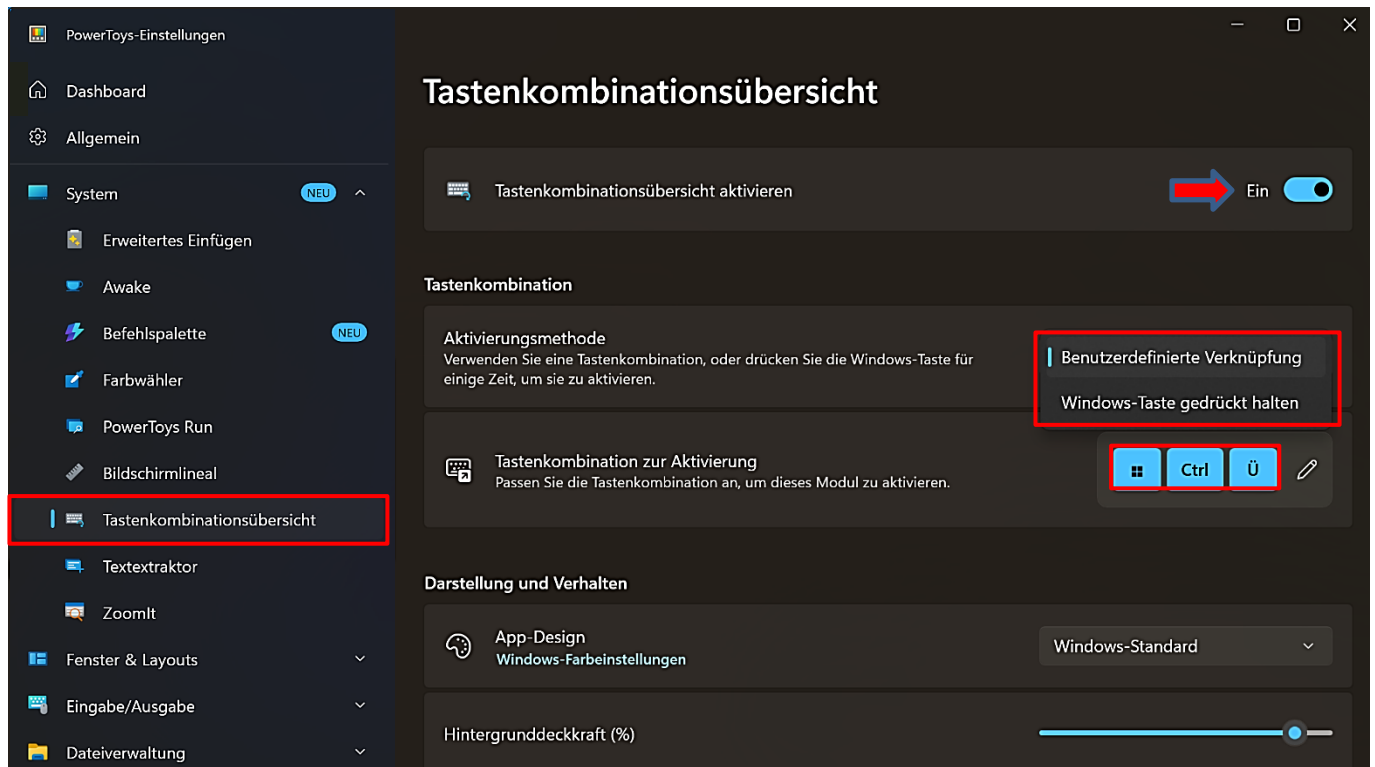 PowerToys-Einstellungen
Dashboard
Allgemein
System NEU
Erweitertes Einfügen
Awake
Befehlspalette NEU
Farbwähler
PowerToys Run
Bildschirmlineal
Tastenkombinationsübersicht
Textextraktor
ZoomIt
Fenster & Layouts
Eingabe/Ausgabe
Dateiverwaltung
Tastenkombinationsübersicht
Tastenkombinationsübersicht aktivieren Ein
Tastenkombination
Aktivierungsmethode
Verwenden Sie eine Tastenkombination, oder drücken Sie die Windows-Taste für
einige Zeit, um sie zu aktivieren.
Benutzerdefinierte Verknüpfung
Windows-Taste gedrückt halten
Tastenkombination zur Aktivierung
Passen Sie die Tastenkombination an, um dieses Modul zu aktivieren.
Ctrl Ü
Darstellung und Verhalten
App-Design
Windows-Farbeinstellungen
Windows-Standard
Hintergrunddeckkraft (%)